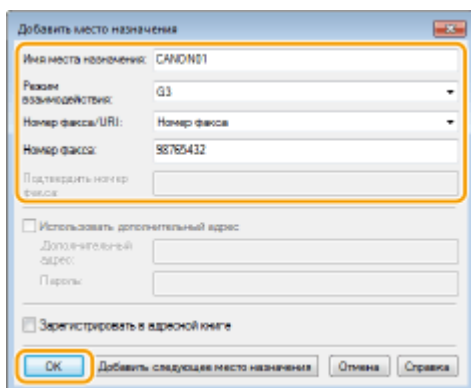 Добавить место назначения
Имя места назначения: CANON01
Режим
взаимодействия: G3
Номер факса/URI: Номер факса
Номер факса: 98765432
Подтвердить номер
факса:
Использовать дополнительный адрес
Дополнительный
адрес:
Пароль:
Зарегистрировать в адресной книге
OK Добавить следующее место назначения Отмена Справка